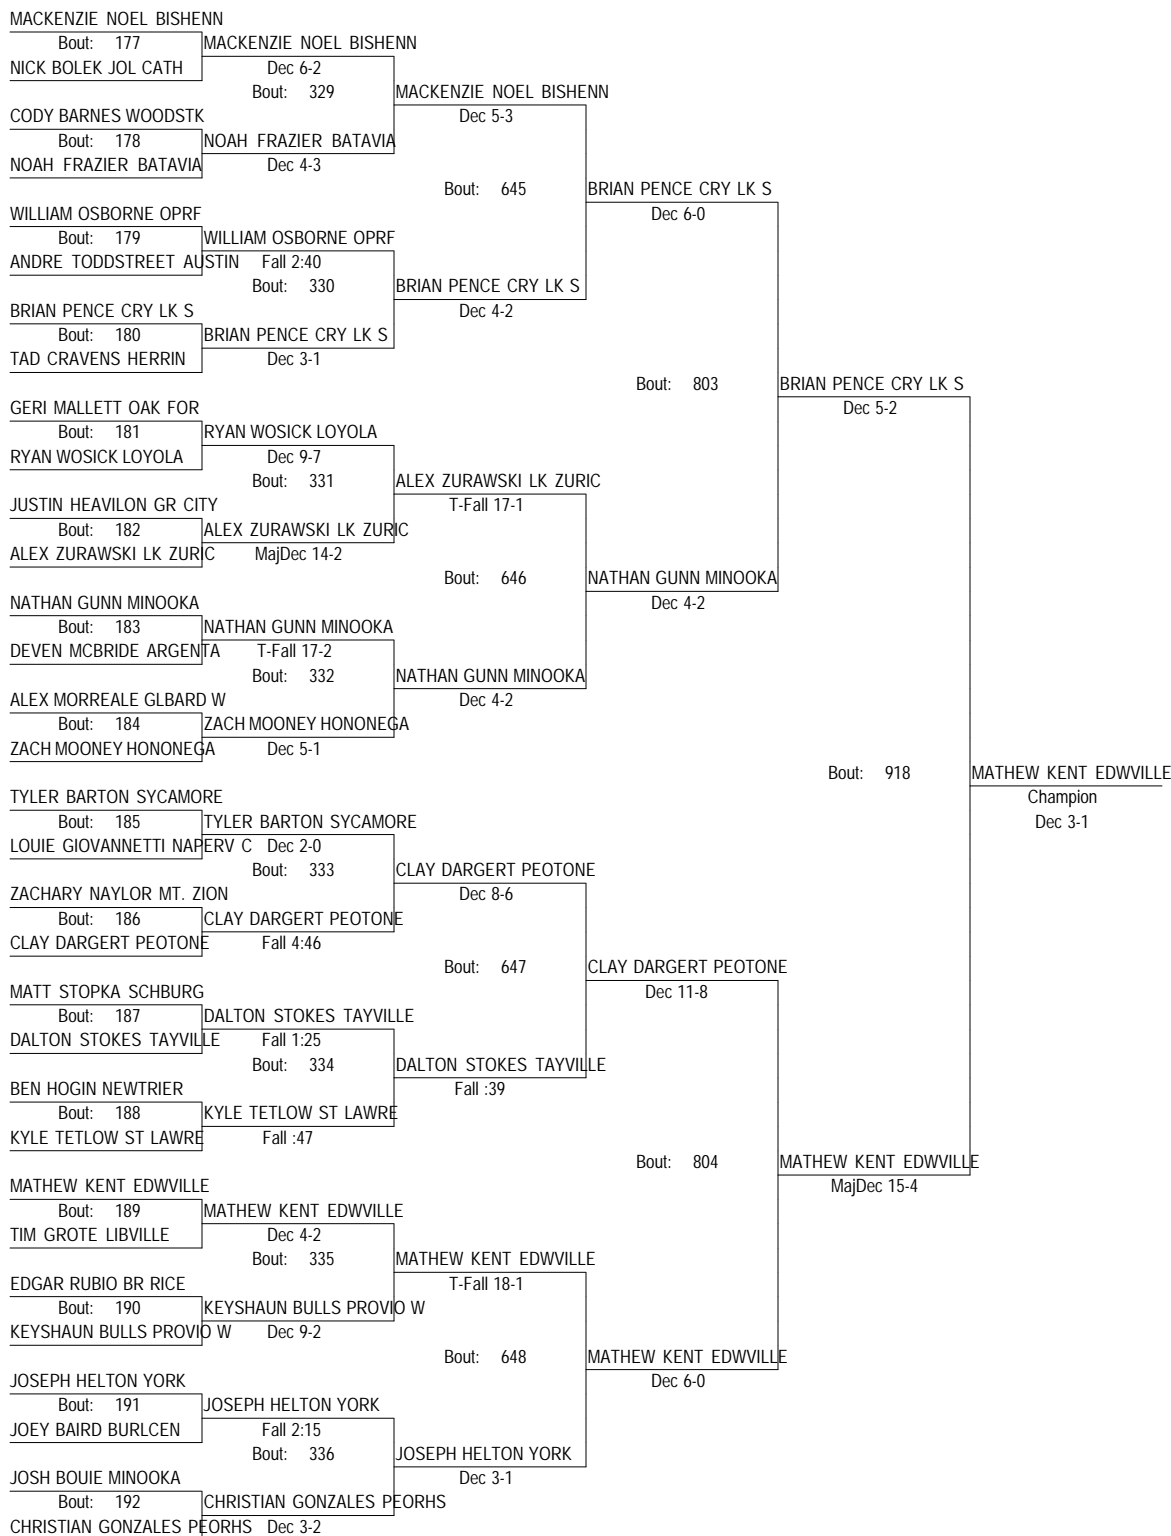 MACKENZIE NOEL BISHENN
Bout: 177 MACKENZIE NOEL BISHENN
NICK BOLEK JOL CATH Dec 6-2
Bout: 329 MACKENZIE NOEL BISHENN
CODY BARNES WOODSTK Dec 5-3
Bout: 178 NOAH FRAZIER BATAVIA
NOAH FRAZIER BATAVIA Dec 4-3
Bout: 645 BRIAN PENCE CRY LK S
WILLIAM OSBORNE OPRF Dec 6-0
Bout: 179 WILLIAM OSBORNE OPRF
ANDRE TODDSTREET AUSTIN Fall 2:40
Bout: 330 BRIAN PENCE CRY LK S
BRIAN PENCE CRY LK S Dec 4-2
Bout: 180 BRIAN PENCE CRY LK S
TAD CRAVENS HERRIN Dec 3-1
Bout: 803 BRIAN PENCE CRY LK S
GERI MALLETT OAK FOR Dec 5-2
Bout: 181 RYAN WOSICK LOYOLA
RYAN WOSICK LOYOLA Dec 9-7
Bout: 331 ALEX ZURAWSKI LK ZURIC
JUSTIN HEAVILON GR CITY T-Fall 17-1
Bout: 182 ALEX ZURAWSKI LK ZURIC
ALEX ZURAWSKI LK ZURIC MajDec 14-2
Bout: 646 NATHAN GUNN MINOOKA
NATHAN GUNN MINOOKA Dec 4-2
Bout: 183 NATHAN GUNN MINOOKA
DEVEN MCBRIDE ARGENTA T-Fall 17-2
Bout: 332 NATHAN GUNN MINOOKA
ALEX MORREALE GLBARD W Dec 4-2
Bout: 184 ZACH MOONEY HONONEGA
ZACH MOONEY HONONEGA Dec 5-1
Bout: 918 MATHEW KENT EDWVILLE
TYLER BARTON SYCAMORE Champion
Bout: 185 TYLER BARTON SYCAMORE Dec 3-1
LOUIE GIOVANNETTI NAPERV C Dec 2-0
Bout: 333 CLAY DARGERT PEOTONE
ZACHARY NAYLOR MT. ZION Dec 8-6
Bout: 186 CLAY DARGERT PEOTONE
CLAY DARGERT PEOTONE Fall 4:46
Bout: 647 CLAY DARGERT PEOTONE
MATT STOPKA SCHBURG Dec 11-8
Bout: 187 DALTON STOKES TAYVILLE
DALTON STOKES TAYVILLE Fall 1:25
Bout: 334 DALTON STOKES TAYVILLE
BEN HOGIN NEWTRIER Fall :39
Bout: 188 KYLE TETLOW ST LAWRE
KYLE TETLOW ST LAWRE Fall :47
Bout: 804 MATHEW KENT EDWVILLE
MATHEW KENT EDWVILLE MajDec 15-4
Bout: 189 MATHEW KENT EDWVILLE
TIM GROTE LIBVILLE Dec 4-2
Bout: 335 MATHEW KENT EDWVILLE
EDGAR RUBIO BR RICE T-Fall 18-1
Bout: 190 KEYSHAUN BULLS PROVIO W
KEYSHAUN BULLS PROVIO W Dec 9-2
Bout: 648 MATHEW KENT EDWVILLE
JOSEPH HELTON YORK Dec 6-0
Bout: 191 JOSEPH HELTON YORK
JOEY BAIRD BURLCEN Fall 2:15
Bout: 336 JOSEPH HELTON YORK
JOSH BOUIE MINOOKA Dec 3-1
Bout: 192 CHRISTIAN GONZALES PEORHS
CHRISTIAN GONZALES PEORHS Dec 3-2